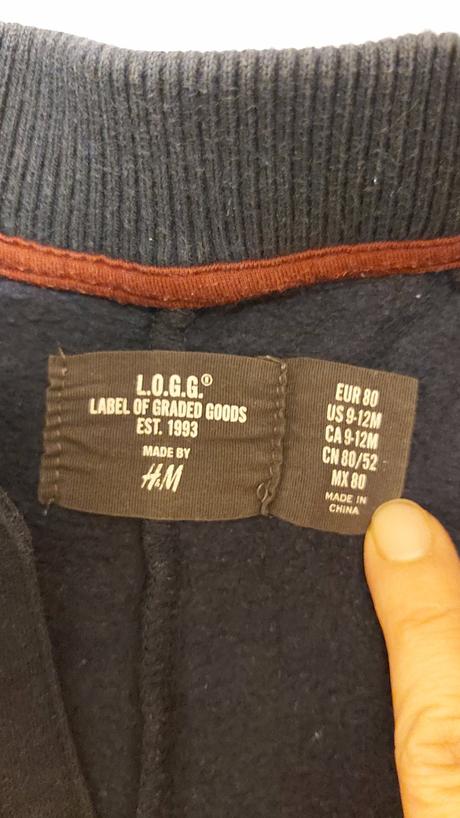 L.O.G.G.®
LABEL OF GRADED GOODS
EST. 1993
MADE BY
H&M
EUR 80
US 9-12M
CA 9-12M
CN 80/52
MX 80
MADE IN
CHINA